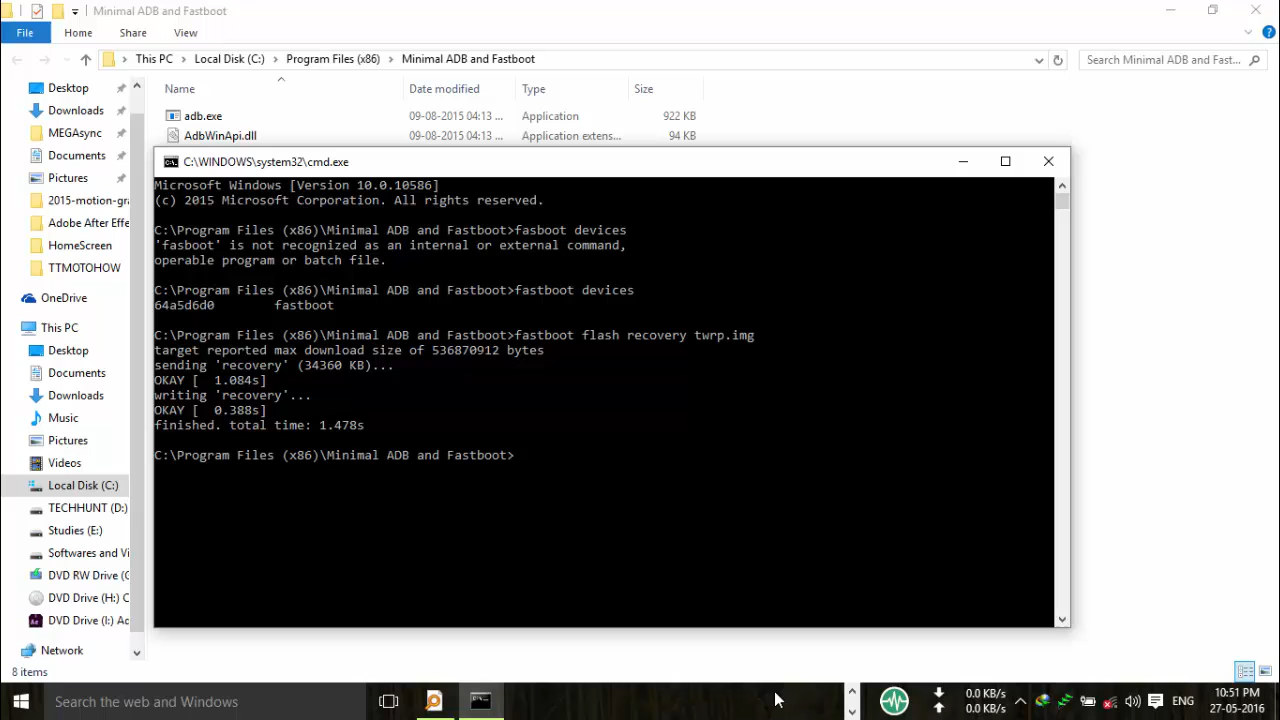 Minimal ADB and Fastboot
File Home Share View
This PC Local Disk (C:) Program Files (x86) Minimal ADB and Fastboot Search Minimal ADB and Fast...
Name Date modified Type Size
adb.exe 09-08-2015 04:13 ... Application 922 KB
AdbWinApi.dll 09-08-2015 04:13 ... Application extens... 94 KB
Desktop
Downloads
MEGAsync
Documents
Pictures
2015-motion-gra
Adobe After Effe
HomeScreen
TTMOTOHOW
OneDrive
This PC
Desktop
Documents
Downloads
Music
Pictures
Videos
Local Disk (C:)
TECHHUNT (D:)
Studies (E:)
Softwares and Vi
DVD RW Drive (G
DVD Drive (H:) C
DVD Drive (I:) Ad
Network
8 items
C:\WINDOWS\system32\cmd.exe
Microsoft Windows [Version 10.0.10586]
(c) 2015 Microsoft Corporation. All rights reserved.
C:\Program Files (x86)\Minimal ADB and Fastboot>fasboot devices
'fasboot' is not recognized as an internal or external command,
operable program or batch file.
C:\Program Files (x86)\Minimal ADB and Fastboot>fastboot devices
64a5d6d0 fastboot
C:\Program Files (x86)\Minimal ADB and Fastboot>fastboot flash recovery twrp.img
target reported max download size of 536870912 bytes
sending 'recovery' (34360 KB)...
OKAY [ 1.084s]
writing 'recovery'...
OKAY [ 0.388s]
finished. total time: 1.478s
C:\Program Files (x86)\Minimal ADB and Fastboot>
Search the web and Windows
0.0 KB/s
0.0 KB/s
ENG
10:51 PM
27-05-2016